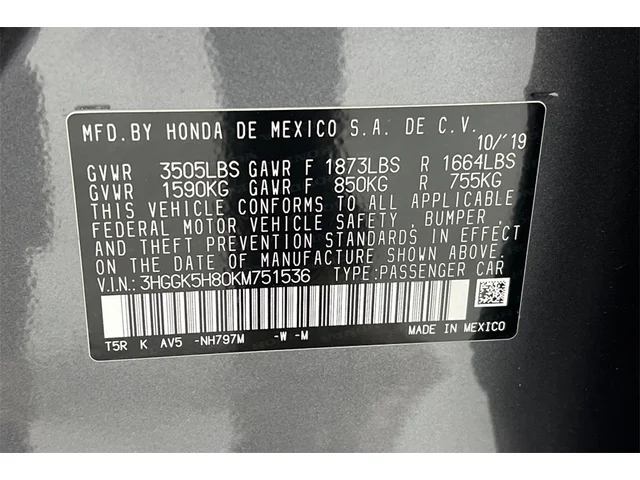 MFD.BY HONDA DE MEXICO S.A. DE C.V.
10/'19
GVWR 3505LBS GAWR F 1873LBS R 1664LBS
GVWR 1590KG GAWR F 850KG R 755KG
THIS VEHICLE CONFORMS TO ALL APPLICABLE
FEDERAL MOTOR VEHICLE SAFETY, BUMPER,
AND THEFT PREVENTION STANDARDS IN EFFECT
ON THE DATE OF MANUFACTURE SHOWN ABOVE.
V.I.N.: 3HGGK5H80KM751536 TYPE:PASSENGER CAR
T5R K AV5 -NH797M -W -M MADE IN MEXICO